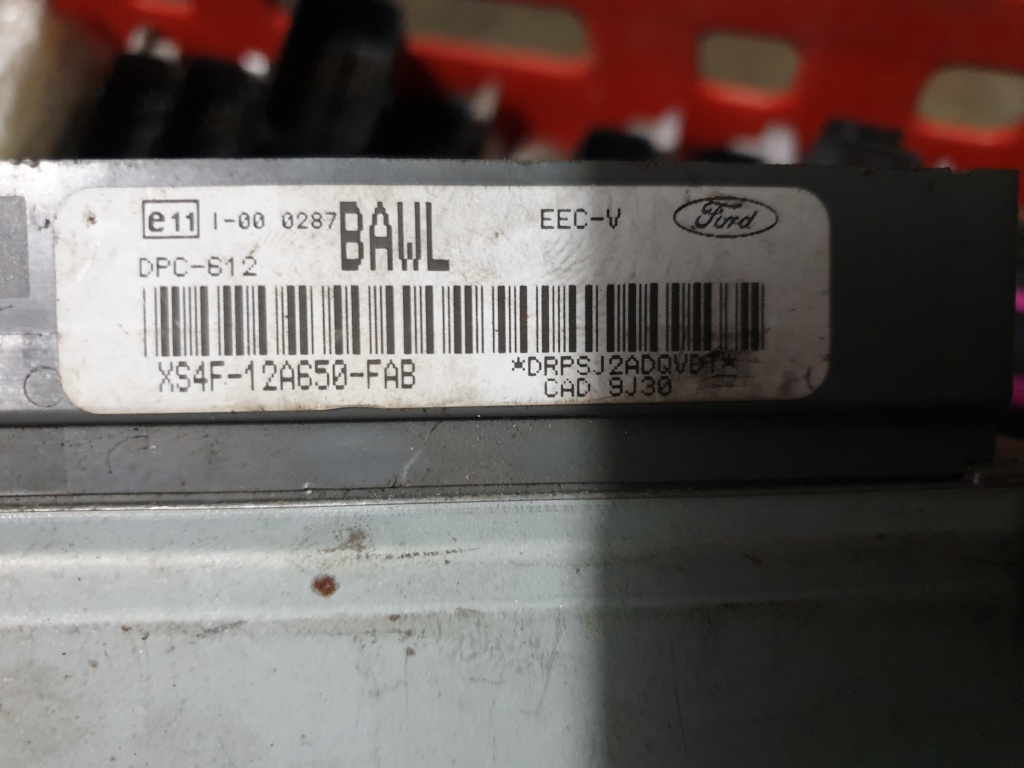 e11 I-00 0287 BAWL EEC-V Ford
DPC-612
XS4F-12A650-FAB *DRPSJ2ADQVDT*
CAD 9J30